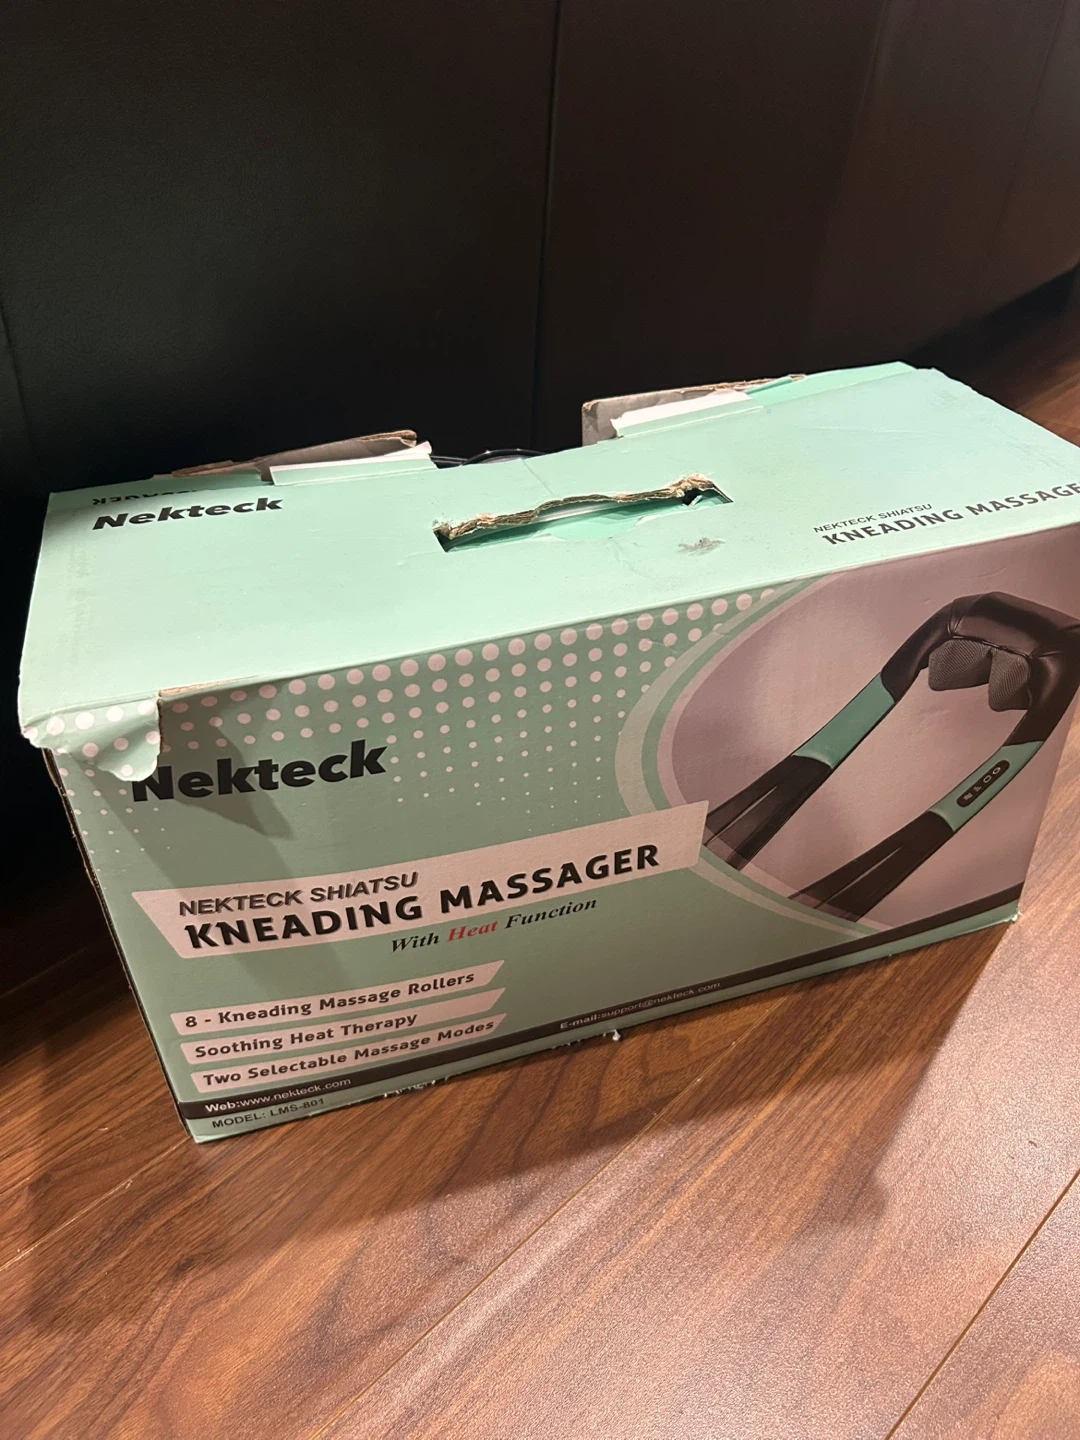 Nekteck
NEKTECK SHIATSU
KNEADING MASSAGE
Nekteck
NEKTECK SHIATSU
KNEADING MASSAGER
With Heat Function
8 - Kneading Massage Rollers
Soothing Heat Therapy
Two Selectable Massage Modes
Web:www.nekteck.com
E-mail:support@nekteck.com
MODEL: LMS-801